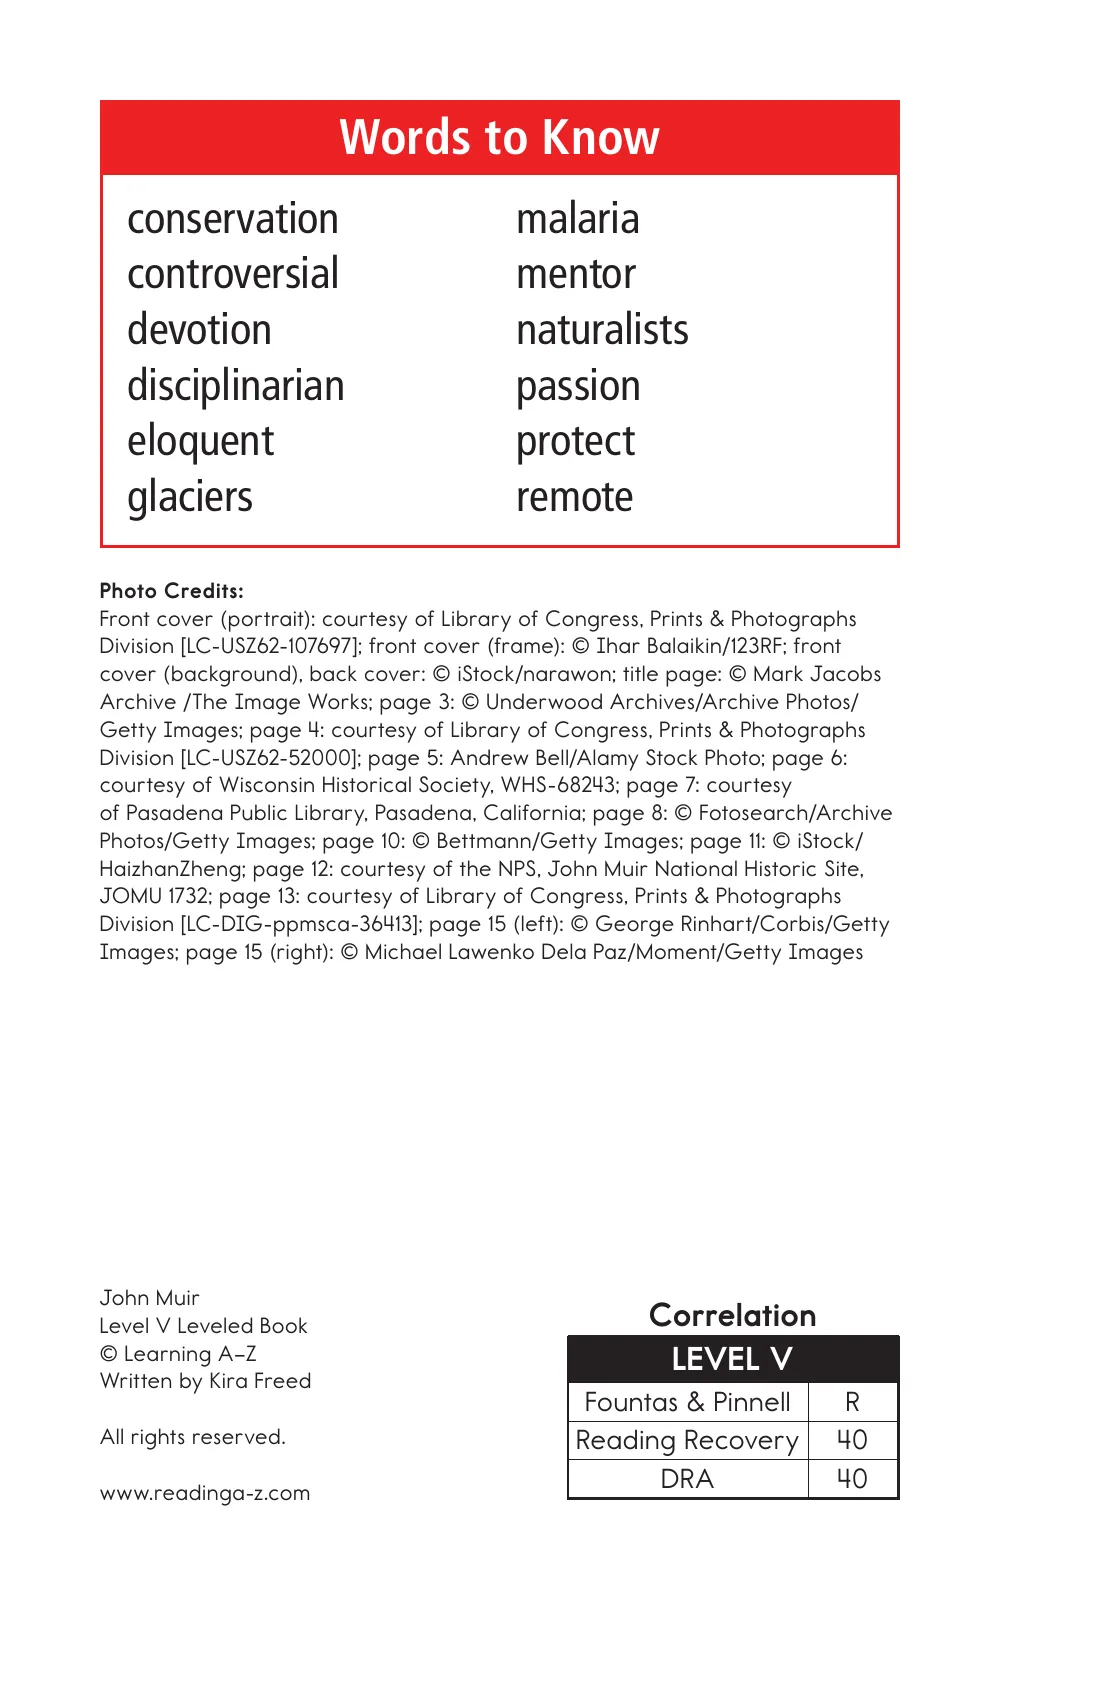 Words to Know
conservation
controversial
devotion
disciplinarian
eloquent
glaciers
malaria
mentor
naturalists
passion
protect
remote
Photo Credits:
Front cover (portrait): courtesy of Library of Congress, Prints & Photographs
Division [LC-USZ62-107697]; front cover (frame): © Ihar Balaikin/123RF; front
cover (background), back cover: © iStock/narawon; title page: © Mark Jacobs
Archive /The Image Works; page 3: © Underwood Archives/Archive Photos/
Getty Images; page 4: courtesy of Library of Congress, Prints & Photographs
Division [LC-USZ62-52000]; page 5: Andrew Bell/Alamy Stock Photo; page 6:
courtesy of Wisconsin Historical Society, WHS-68243; page 7: courtesy
of Pasadena Public Library, Pasadena, California; page 8: © Fotosearch/Archive
Photos/Getty Images; page 10: © Bettmann/Getty Images; page 11: © iStock/
HaizhanZheng; page 12: courtesy of the NPS, John Muir National Historic Site,
JOMU 1732; page 13: courtesy of Library of Congress, Prints & Photographs
Division [LC-DIG-ppmsca-36413]; page 15 (left): © George Rinhart/Corbis/Getty
Images; page 15 (right): © Michael Lawenko Dela Paz/Moment/Getty Images
John Muir
Level V Leveled Book
© Learning A–Z
Written by Kira Freed
All rights reserved.
www.readinga-z.com
Correlation
LEVEL V
Fountas & Pinnell R
Reading Recovery 40
DRA 40